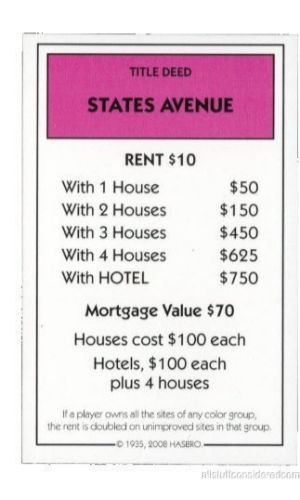 TITLE DEED
STATES AVENUE
RENT $10
With 1 House $50
With 2 Houses $150
With 3 Houses $450
With 4 Houses $625
With HOTEL $750
Mortgage Value $70
Houses cost $100 each
Hotels, $100 each
plus 4 houses
If a player owns all the sites of any color group,
the rent is doubled on unimproved sites in that group.
© 1935, 2008 HASBRO.
allstuffconsidered.com